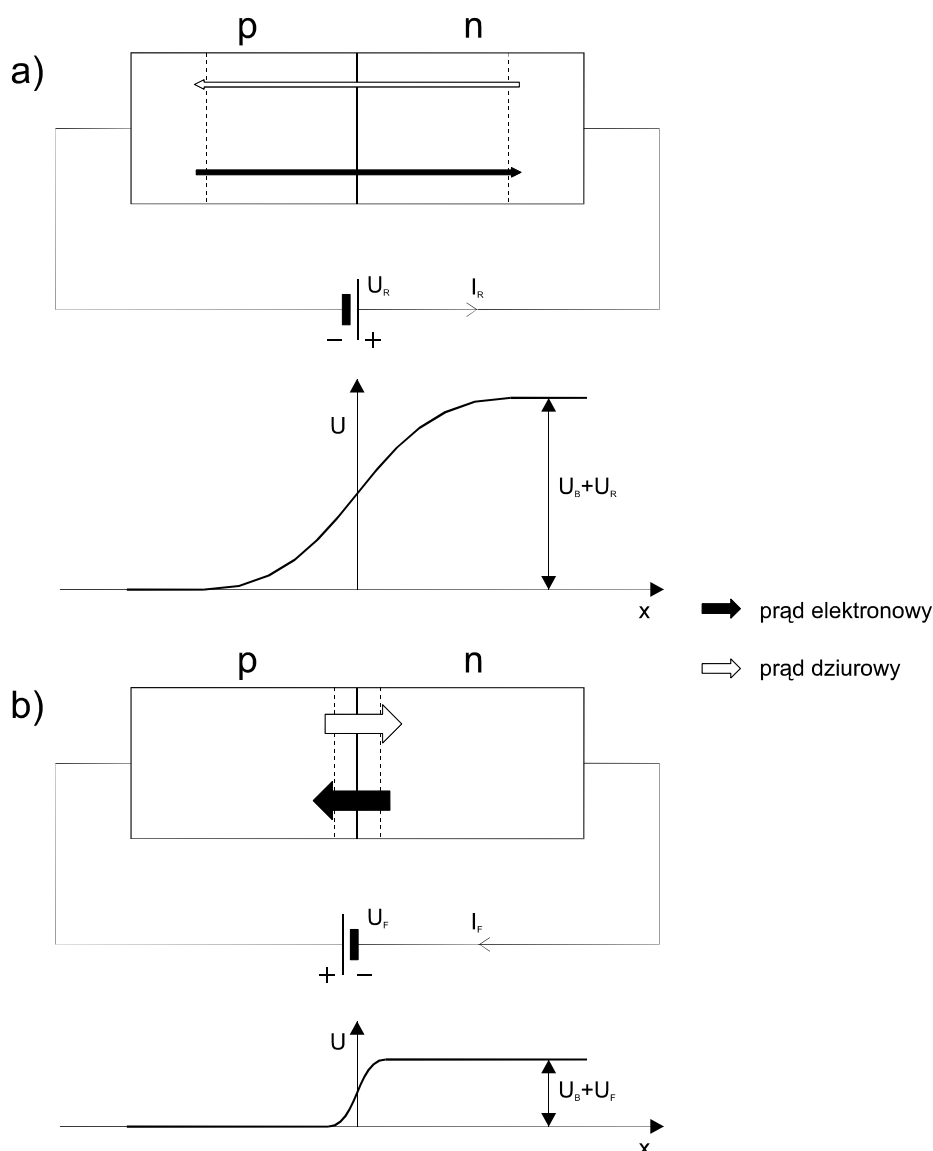 p n
a)
U_R I_R
− +
U
U_B+U_R
x
prąd elektronowy
prąd dziurowy
p n
b)
U_F I_F
+ −
U
U_B+U_F
x